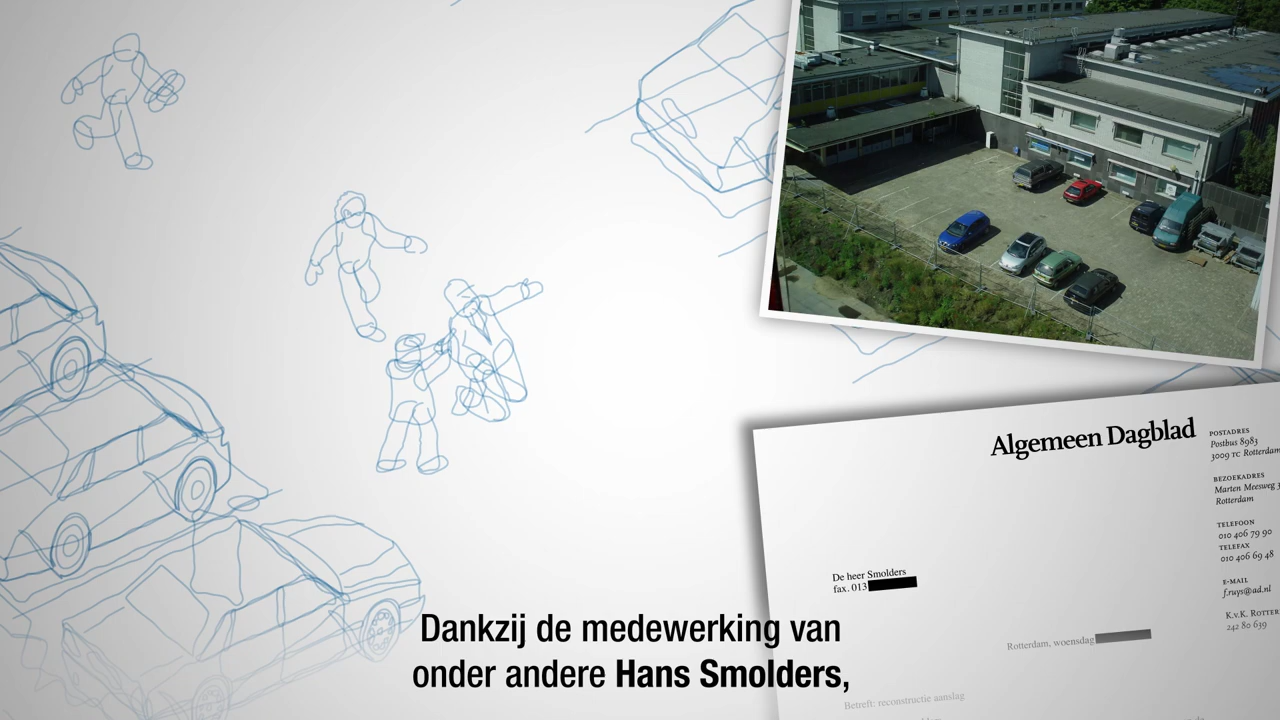 Algemeen Dagblad
POSTADRES
Postbus 8983
3009 TC Rotterdam
BEZOEKADRES
Marten Meesweg
Rotterdam
TELEFOON
010 406 79 90
TELEFAX
010 406 69 48
E-MAIL
f.ruys@ad.nl
K.v.K. ROTTER
242 80 639
De heer Smolders
fax. 013
Rotterdam, woensdag
Betreft: reconstructie aanslag
Dankzij de medewerking van
onder andere Hans Smolders,